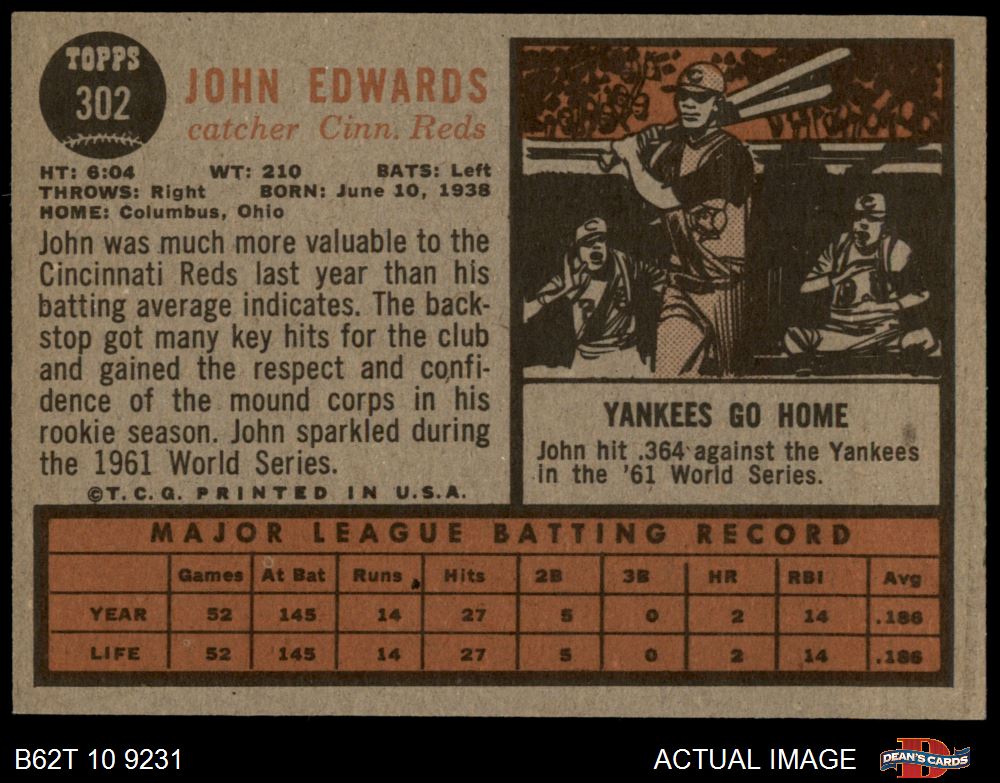 TOPPS
302
JOHN EDWARDS
catcher Cinn. Reds
HT: 6:04 WT: 210 BATS: Left
THROWS: Right BORN: June 10, 1938
HOME: Columbus, Ohio
John was much more valuable to the
Cincinnati Reds last year than his
batting average indicates. The back-
stop got many key hits for the club
and gained the respect and confi-
dence of the mound corps in his
rookie season. John sparkled during
the 1961 World Series.
©T.C.G. PRINTED IN U.S.A.
C
C
C
YANKEES GO HOME
John hit .364 against the Yankees
in the '61 World Series.
MAJOR LEAGUE BATTING RECORD
Games At Bat Runs Hits 2B 3B HR RBI Avg
YEAR 52 145 14 27 5 0 2 14 .186
LIFE 52 145 14 27 5 0 2 14 .186
B62T 10 9231 ACTUAL IMAGE DEAN'S CARDS